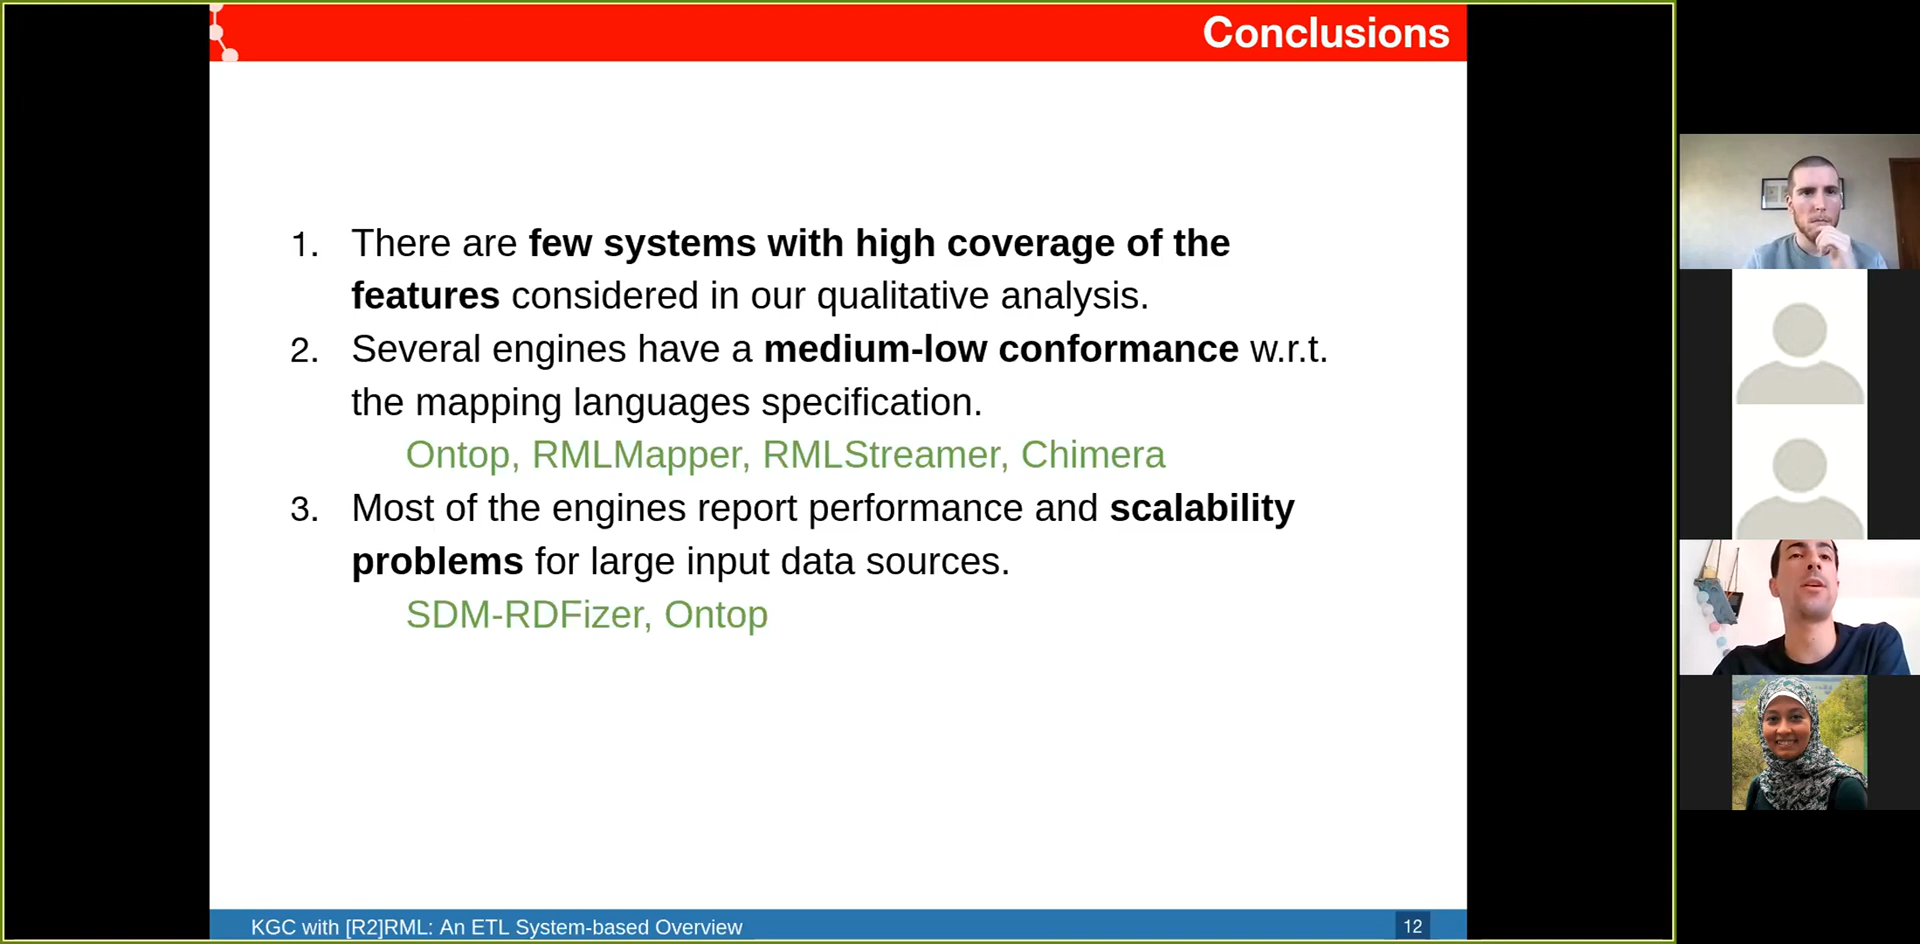 Conclusions
1. There are few systems with high coverage of the
features considered in our qualitative analysis.
2. Several engines have a medium-low conformance w.r.t.
the mapping languages specification.
Ontop, RMLMapper, RMLStreamer, Chimera
3. Most of the engines report performance and scalability
problems for large input data sources.
SDM-RDFizer, Ontop
KGC with [R2]RML: An ETL System-based Overview
12